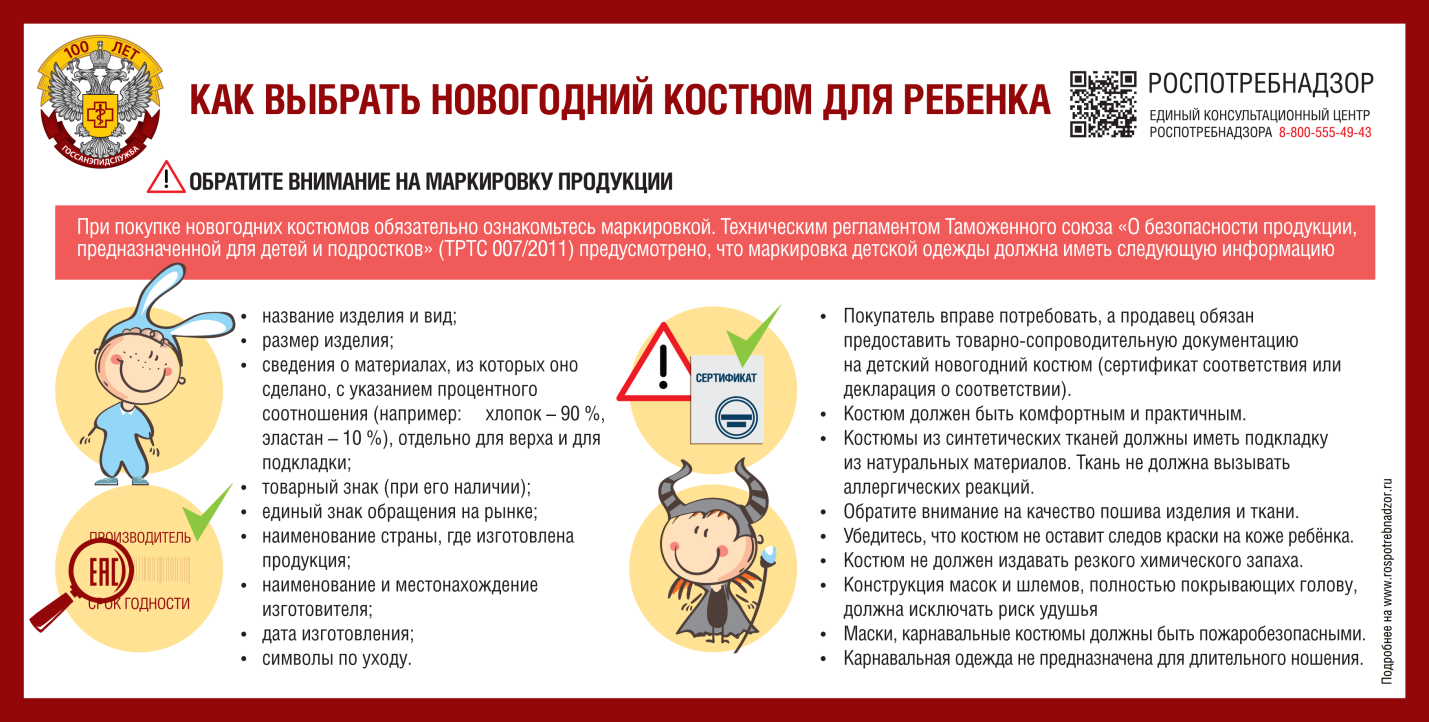 100 ЛЕТ
ГОССАНЭПИДСЛУЖБА
КАК ВЫБРАТЬ НОВОГОДНИЙ КОСТЮМ ДЛЯ РЕБЕНКА
РОСПОТРЕБНАДЗОР
ЕДИНЫЙ КОНСУЛЬТАЦИОННЫЙ ЦЕНТР
РОСПОТРЕБНАДЗОРА 8-800-555-49-43
! ОБРАТИТЕ ВНИМАНИЕ НА МАРКИРОВКУ ПРОДУКЦИИ
При покупке новогодних костюмов обязательно ознакомьтесь маркировкой. Техническим регламентом Таможенного союза «О безопасности продукции,
предназначенной для детей и подростков» (ТРТС 007/2011) предусмотрено, что маркировка детской одежды должна иметь следующую информацию
• название изделия и вид;
• размер изделия;
• сведения о материалах, из которых оно
сделано, с указанием процентного
соотношения (например: хлопок – 90 %,
эластан – 10 %), отдельно для верха и для
подкладки;
• товарный знак (при его наличии);
• единый знак обращения на рынке;
• наименование страны, где изготовлена
продукция;
• наименование и местонахождение
изготовителя;
• дата изготовления;
• символы по уходу.
ПРОИЗВОДИТЕЛЬ
EAC
СРОК ГОДНОСТИ
!
СЕРТИФИКАТ
• Покупатель вправе потребовать, а продавец обязан
предоставить товарно-сопроводительную документацию
на детский новогодний костюм (сертификат соответствия или
декларация о соответствии).
• Костюм должен быть комфортным и практичным.
• Костюмы из синтетических тканей должны иметь подкладку
из натуральных материалов. Ткань не должна вызывать
аллергических реакций.
• Обратите внимание на качество пошива изделия и ткани.
• Убедитесь, что костюм не оставит следов краски на коже ребёнка.
• Костюм не должен издавать резкого химического запаха.
• Конструкция масок и шлемов, полностью покрывающих голову,
должна исключать риск удушья
• Маски, карнавальные костюмы должны быть пожаробезопасными.
• Карнавальная одежда не предназначена для длительного ношения.
Подробнее на www.rospotrebnadzor.ru